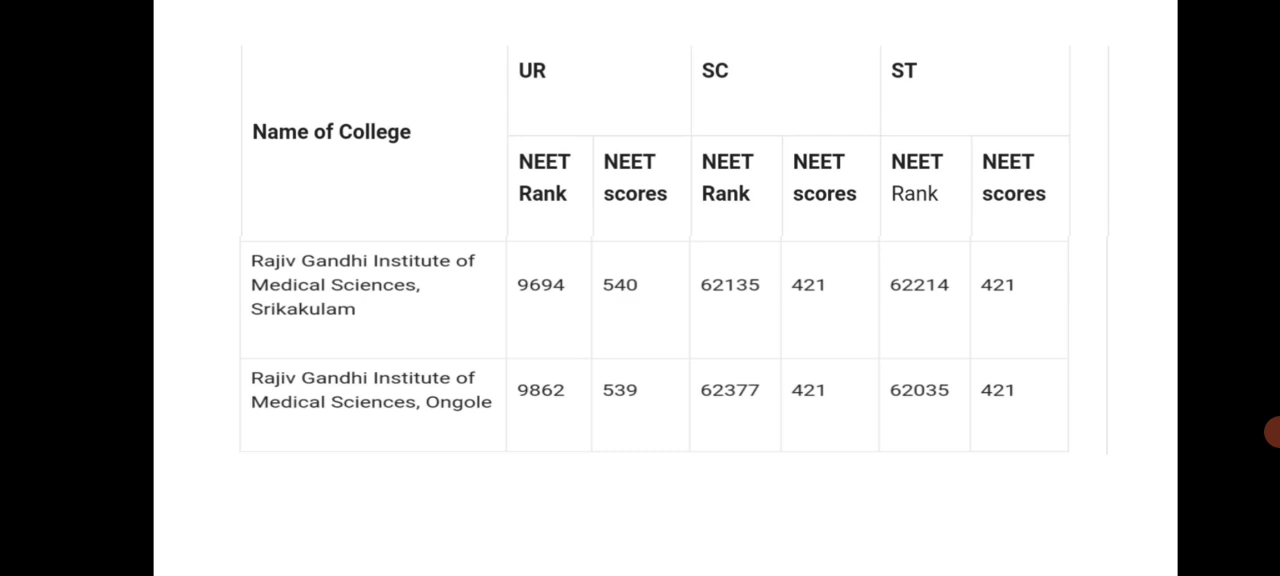 UR SC ST
Name of College
NEET NEET NEET NEET NEET NEET
Rank scores Rank scores Rank scores
Rajiv Gandhi Institute of
Medical Sciences, 9694 540 62135 421 62214 421
Srikakulam
Rajiv Gandhi Institute of
Medical Sciences, Ongole 9862 539 62377 421 62035 421